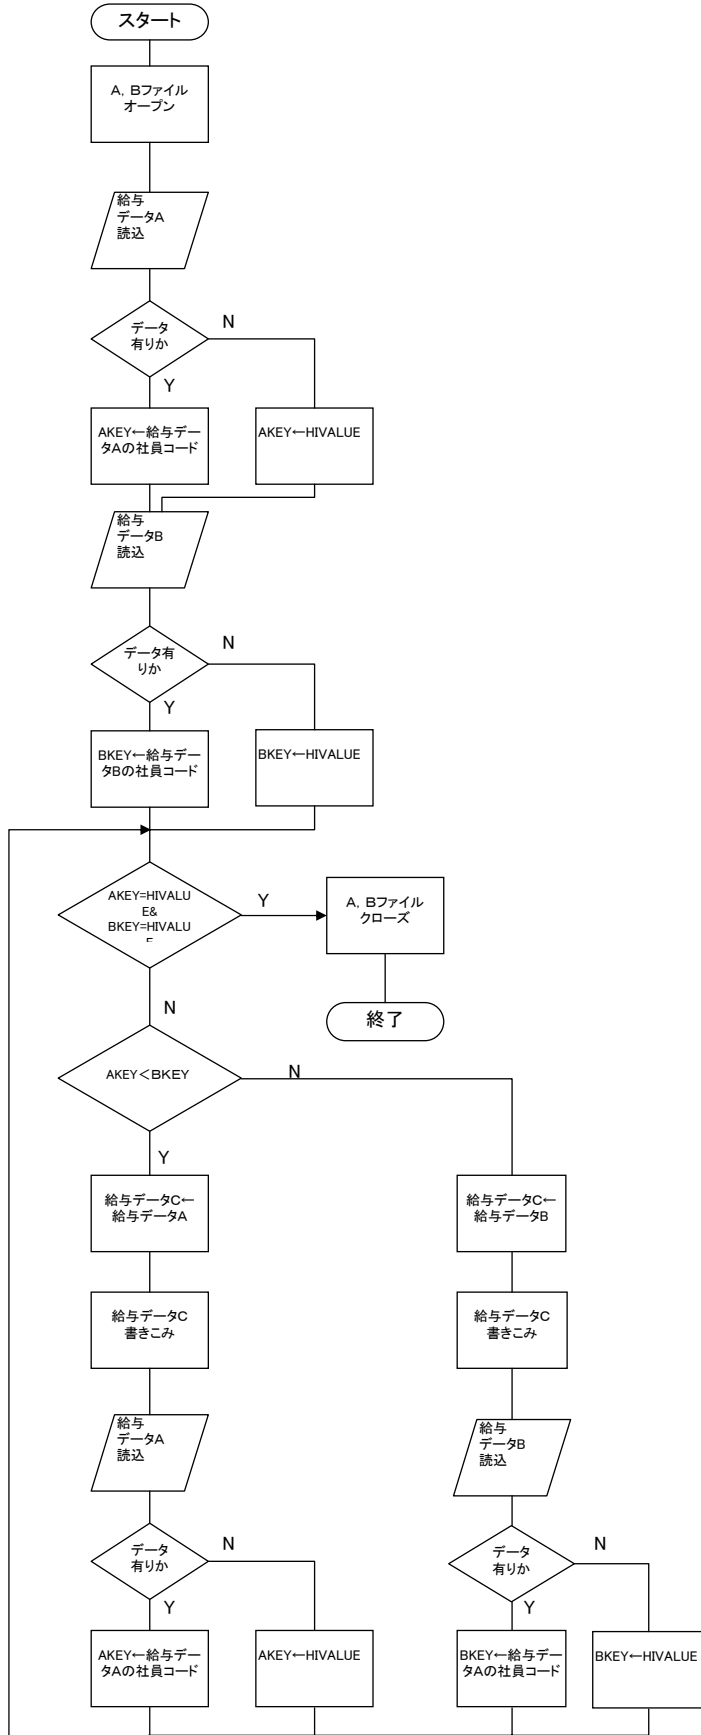 スタート
A, Bファイル
オープン
給与
データA
読込
データ
有りか
N
Y
AKEY←給与デー
タAの社員コード
AKEY←HIVALUE
給与
データB
読込
データ有
りか
N
Y
BKEY←給与デー
タBの社員コード
BKEY←HIVALUE
AKEY=HIVALU
E&
BKEY=HIVALU
E
Y
A, Bファイル
クローズ
N
終了
AKEY<BKEY
N
Y
給与データC←
給与データA
給与データC←
給与データB
給与データC
書きこみ
給与データC
書きこみ
給与
データA
読込
給与
データB
読込
データ
有りか
N
Y
データ
有りか
N
Y
AKEY←給与デー
タAの社員コード
AKEY←HIVALUE
BKEY←給与デー
タAの社員コード
BKEY←HIVALUE